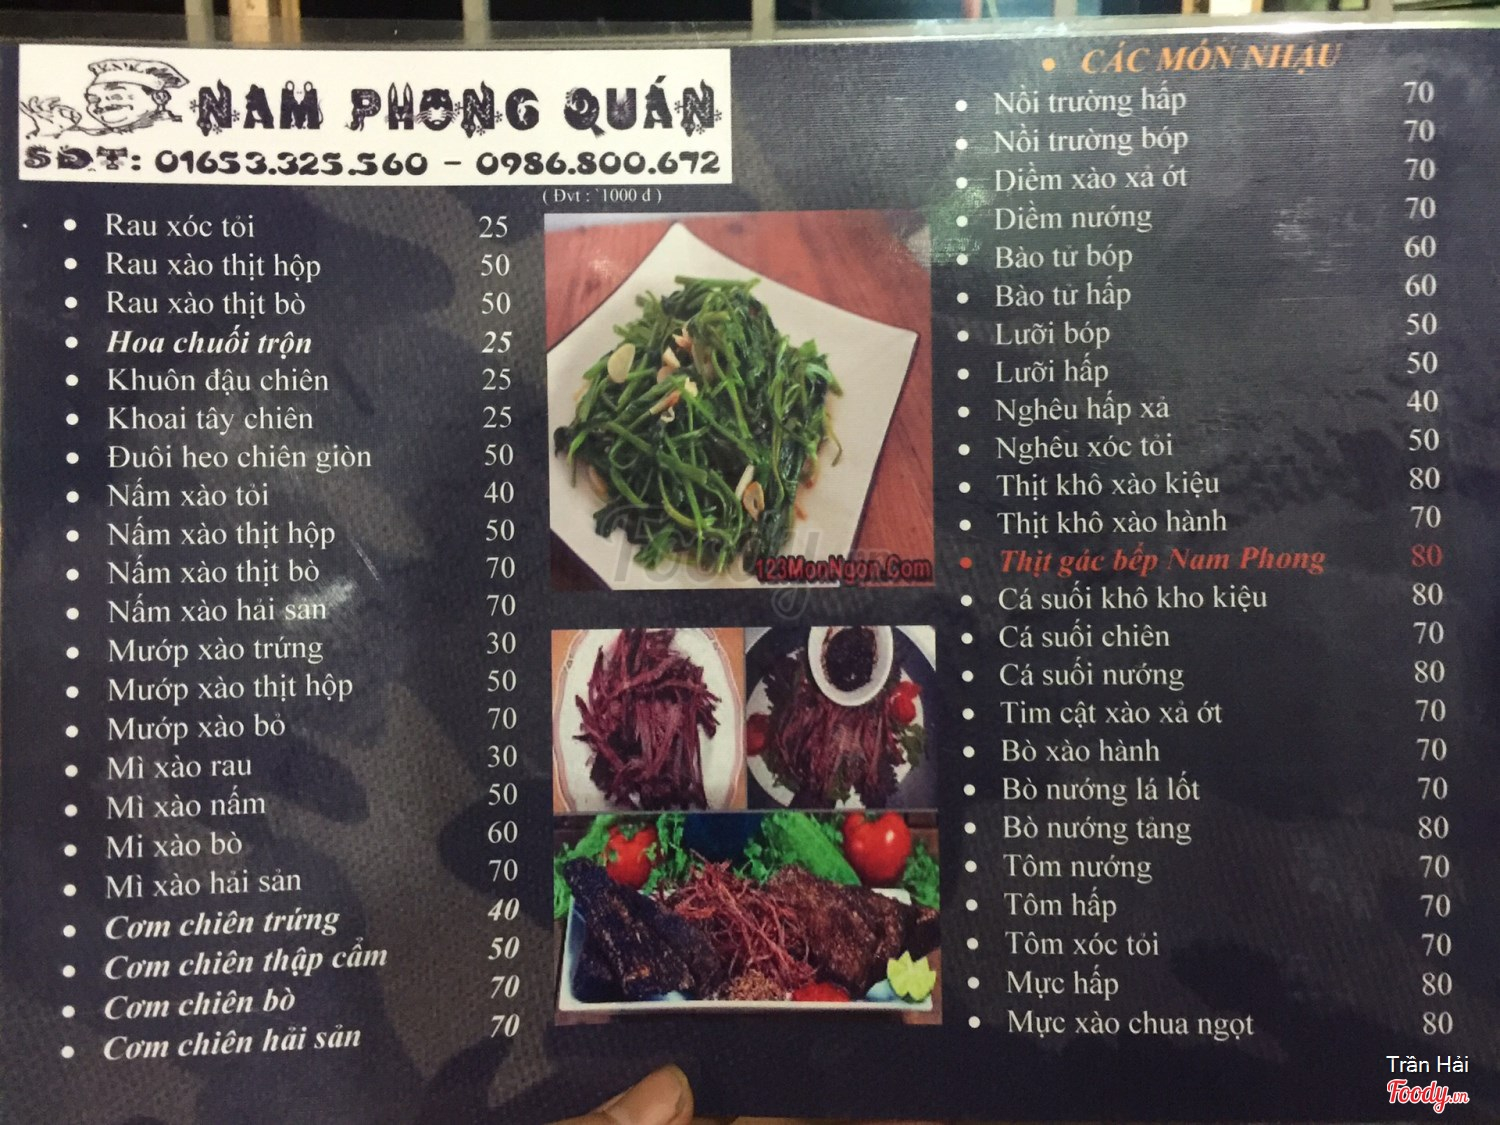 NAM PHONG QUÁN
SĐT: 01653.325.560 - 0986.800.672
( Đvt : `1000 đ )
Rau xóc tỏi 25
Rau xào thịt hộp 50
Rau xào thịt bò 50
Hoa chuối trộn 25
Khuôn đậu chiên 25
Khoai tây chiên 25
Đuôi heo chiên giòn 50
Nấm xào tỏi 40
Nấm xào thịt hộp 50
Nấm xào thịt bò 70
Nấm xào hải sản 70
Mướp xào trứng 30
Mướp xào thịt hộp 50
Mướp xào bỏ 70
Mì xào rau 30
Mì xào nấm 50
Mi xào bò 60
Mì xào hải sản 70
Cơm chiên trứng 40
Cơm chiên thập cẩm 50
Cơm chiên bò 70
Cơm chiên hải sản 70
Foody.vn
123MonNgon.Com
CÁC MÓN NHẬU
Nồi trường hấp 70
Nồi trường bóp 70
Diềm xào xả ớt 70
Diềm nướng 70
Bào tử bóp 60
Bào tử hấp 60
Lưỡi bóp 50
Lưỡi hấp 50
Nghêu hấp xả 40
Nghêu xóc tỏi 50
Thịt khô xào kiệu 80
Thịt khô xào hành 70
Thịt gác bếp Nam Phong 80
Cá suối khô kho kiệu 80
Cá suối chiên 70
Cá suối nướng 80
Tim cật xào xả ớt 70
Bò xào hành 70
Bò nướng lá lốt 70
Bò nướng tảng 80
Tôm nướng 70
Tôm hấp 70
Tôm xóc tỏi 70
Mực hấp 80
Mực xào chua ngọt 80
Trần Hải
Foody.vn